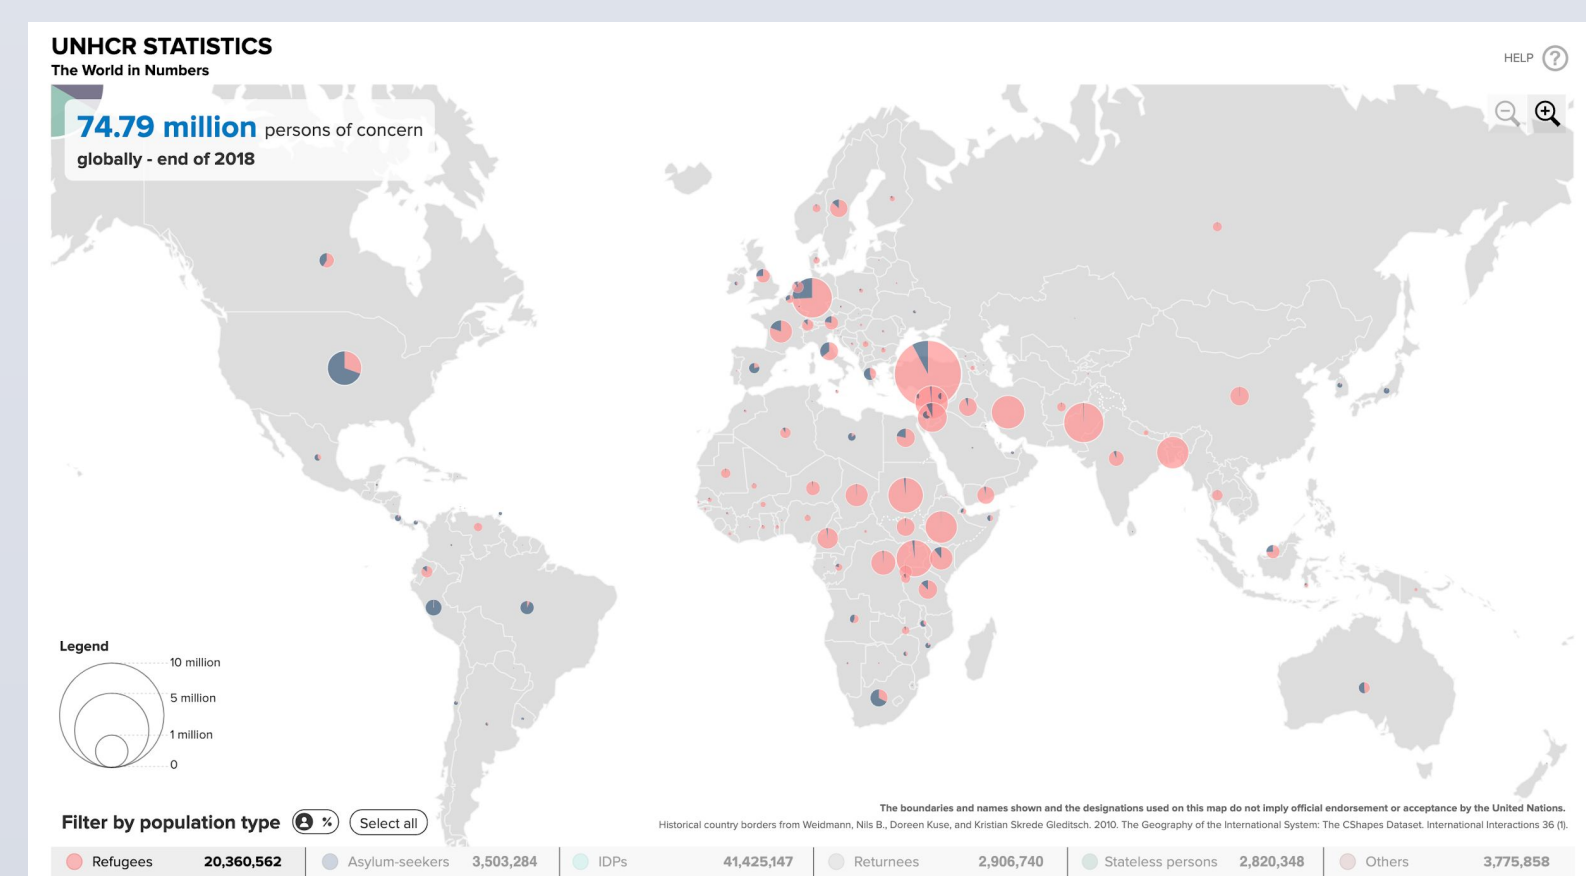 UNHCR STATISTICS
The World in Numbers
HELP ?
74.79 million persons of concern
globally - end of 2018
Legend
10 million
5 million
1 million
0
The boundaries and names shown and the designations used on this map do not imply official endorsement or acceptance by the United Nations.
Filter by population type % Select all
Historical country borders from Weidmann, Nils B., Doreen Kuse, and Kristian Skrede Gleditsch. 2010. The Geography of the International System: The CShapes Dataset. International Interactions 36 (1).
Refugees 20,360,562 Asylum-seekers 3,503,284 IDPs 41,425,147 Returnees 2,906,740 Stateless persons 2,820,348 Others 3,775,858